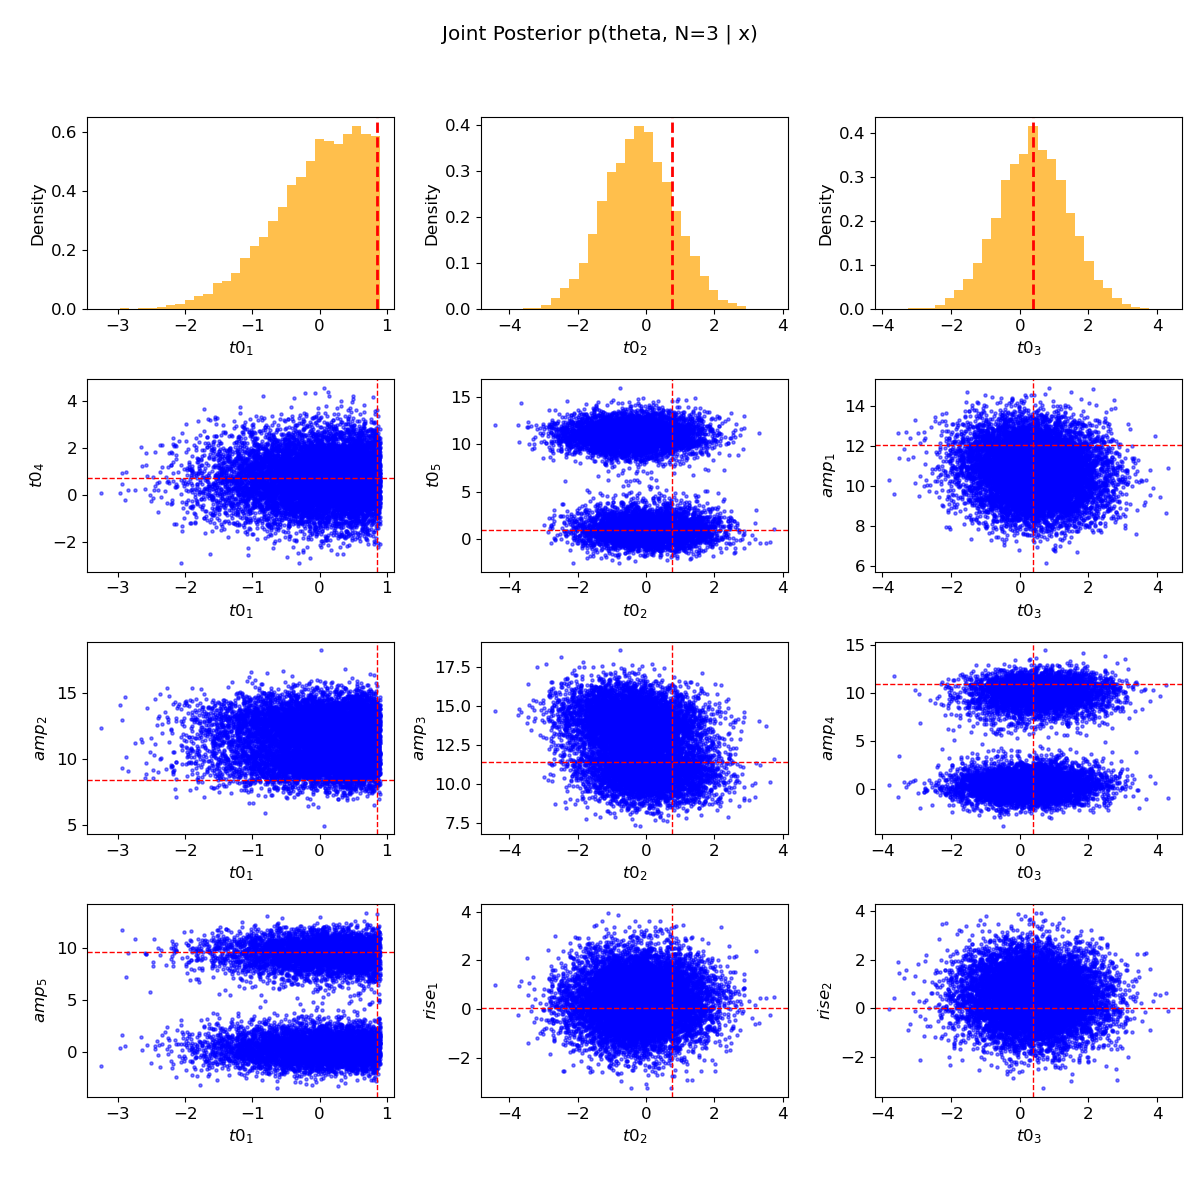 Joint Posterior p(theta, N=3 | x)
Density
0.0
0.2
0.4
0.6
−3 −2 −1 0 1
t0₁
Density
0.0
0.1
0.2
0.3
0.4
−4 −2 0 2 4
t0₂
Density
0.0
0.1
0.2
0.3
0.4
−4 −2 0 2 4
t0₃
t0₄
4
2
0
−2
−3 −2 −1 0 1
t0₁
t0₅
15
10
5
0
−4 −2 0 2 4
t0₂
amp₁
14
12
10
8
6
−4 −2 0 2 4
t0₃
amp₂
15
10
5
−3 −2 −1 0 1
t0₁
amp₃
17.5
15.0
12.5
10.0
7.5
−4 −2 0 2 4
t0₂
amp₄
15
10
5
0
−4 −2 0 2 4
t0₃
amp₅
10
5
0
−3 −2 −1 0 1
t0₁
rise₁
4
2
0
−2
−4 −2 0 2 4
t0₂
rise₂
4
2
0
−2
−4 −2 0 2 4
t0₃